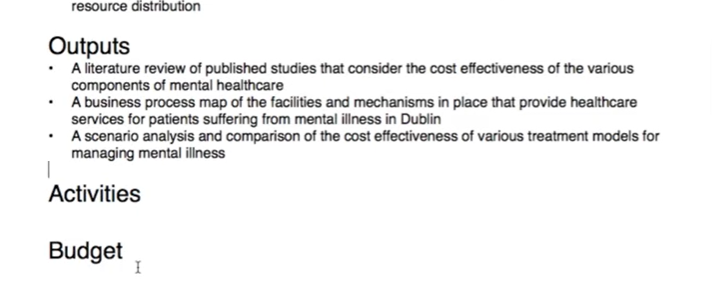 resource distribution
Outputs
• A literature review of published studies that consider the cost effectiveness of the various
components of mental healthcare
• A business process map of the facilities and mechanisms in place that provide healthcare
services for patients suffering from mental illness in Dublin
• A scenario analysis and comparison of the cost effectiveness of various treatment models for
managing mental illness
Activities
Budget